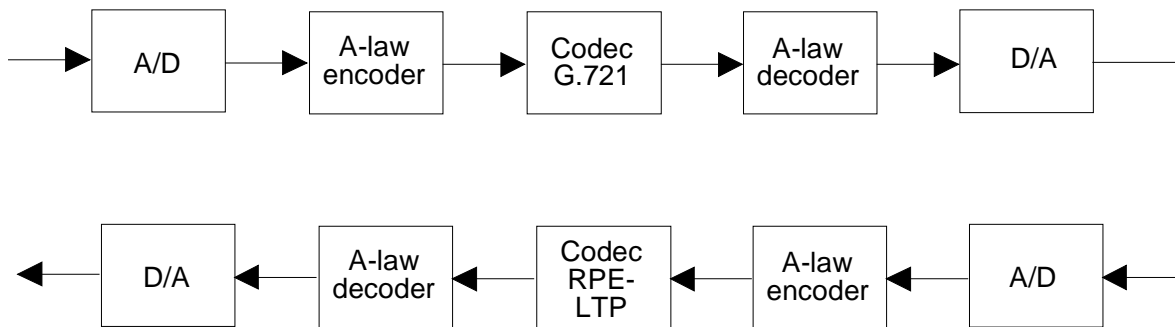 A/D
A-law
encoder
Codec
G.721
A-law
decoder
D/A
D/A
A-law
decoder
Codec
RPE-
LTP
A-law
encoder
A/D